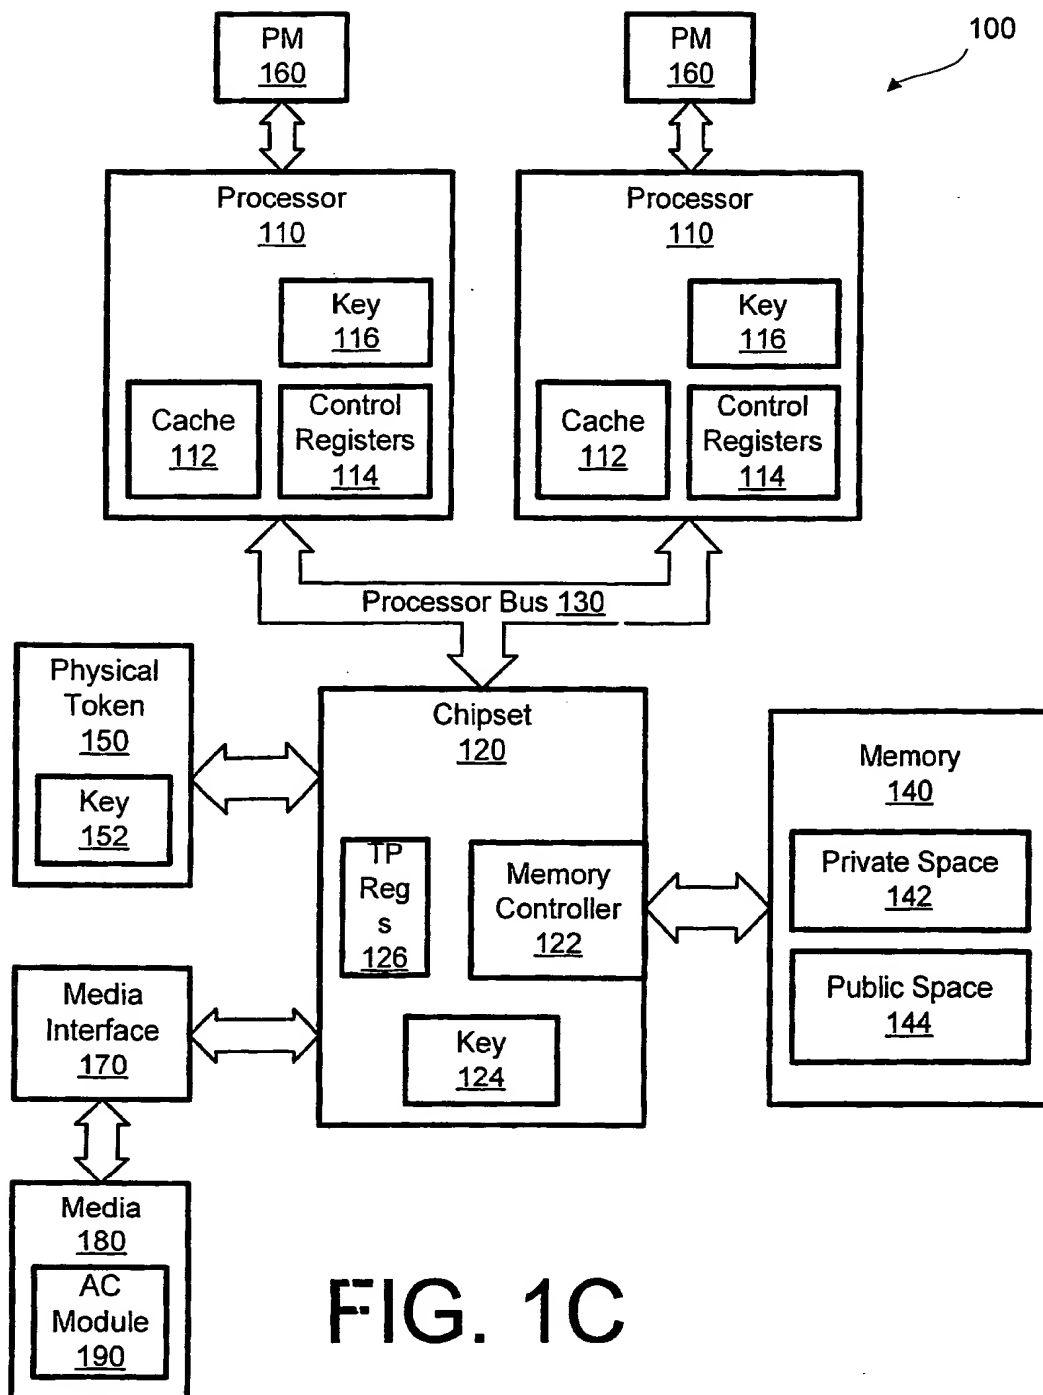 100
PM
160
PM
160
Processor
110
Key
116
Cache
112
Control
Registers
114
Processor
110
Key
116
Cache
112
Control
Registers
114
Processor Bus 130
Physical
Token
150
Key
152
Chipset
120
TP
Reg
s
126
Memory
Controller
122
Key
124
Memory
140
Private Space
142
Public Space
144
Media
Interface
170
Media
180
AC
Module
190
FIG. 1C